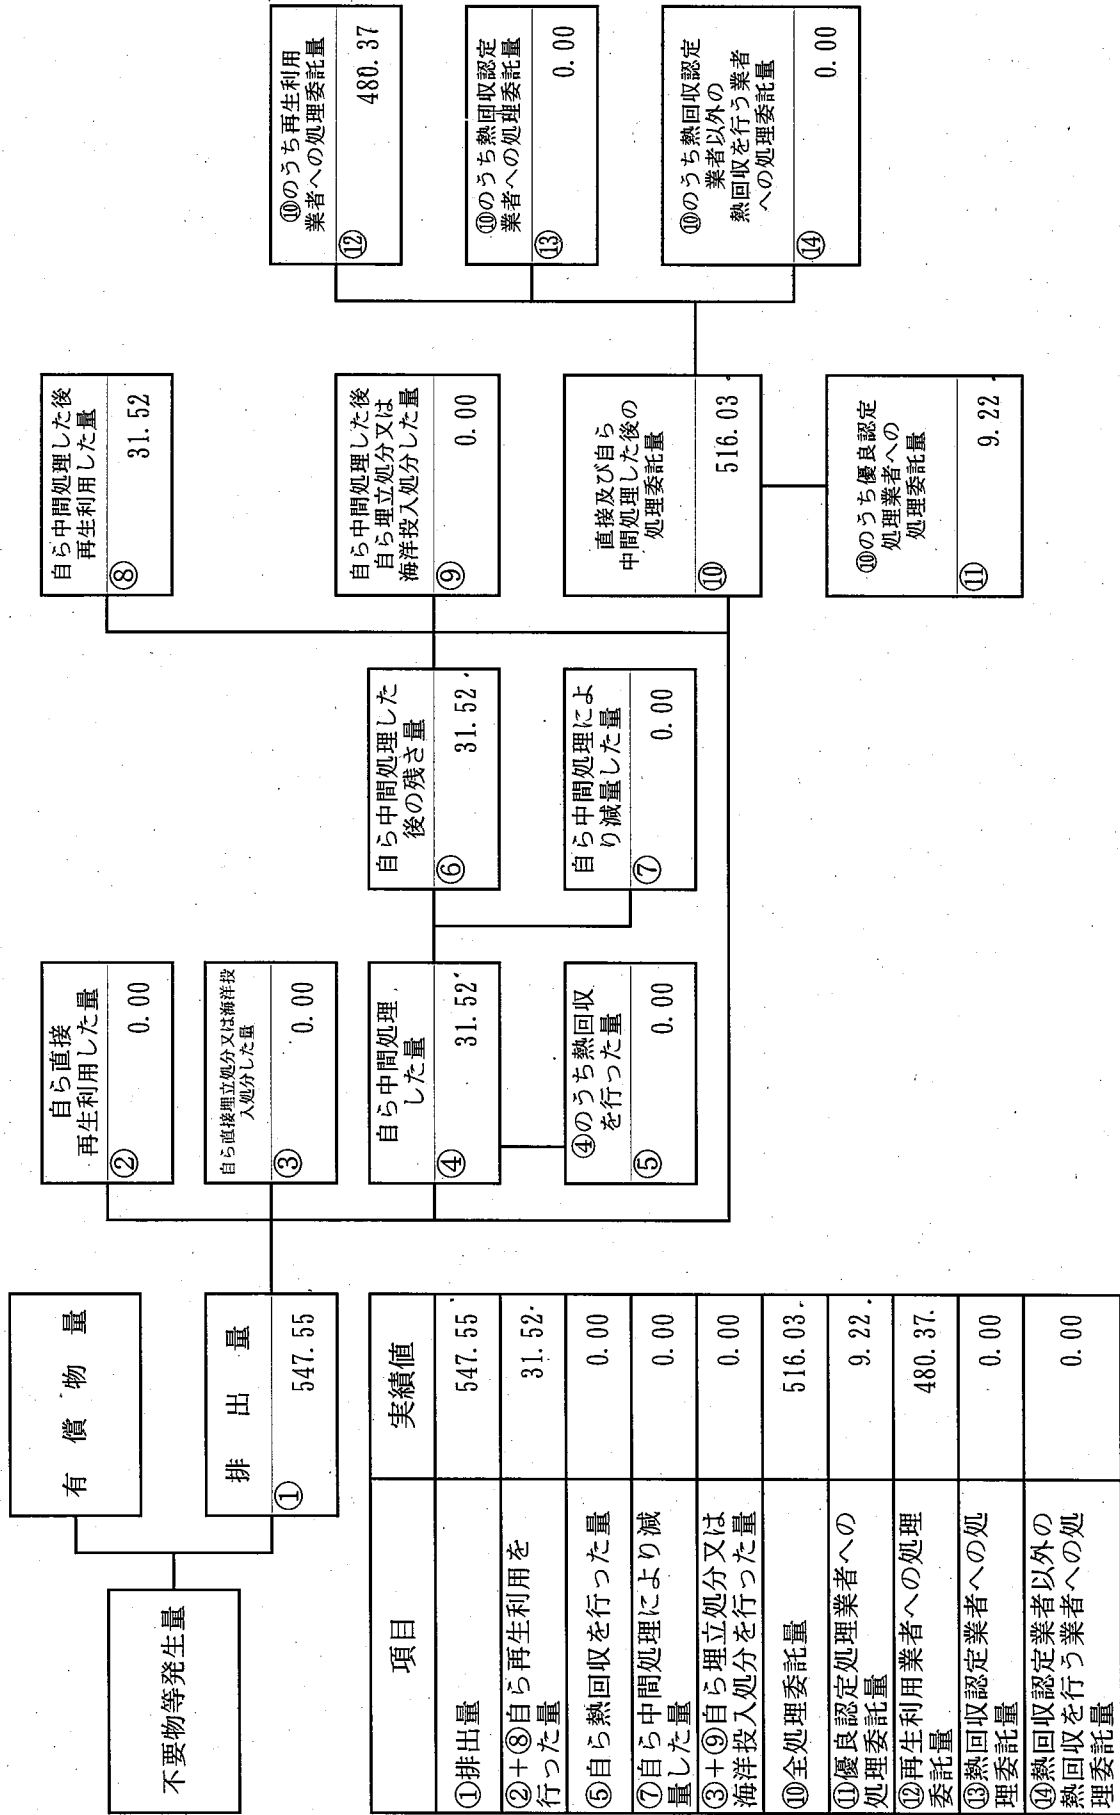 不要物等発生量
有償物量
排出量
①
547.55
自ら直接
再生利用した量
②
0.00
自ら直接埋立処分又は海洋投
入処分した量
③
0.00
自ら中間処理
した量
④
31.52
④のうち熱回収
を行った量
⑤
0.00
自ら中間処理した
後の残さ量
⑥
31.52
自ら中間処理によ
り減量した量
⑦
0.00
自ら中間処理した後
再生利用した量
⑧
31.52
自ら中間処理した後
自ら埋立処分又は
海洋投入処分した量
⑨
0.00
直接及び自ら
中間処理した後の
処理委託量
⑩
516.03
⑩のうち優良認定
処理業者への
処理委託量
⑪
9.22
⑩のうち再生利用
業者への処理委託量
⑫
480.37
⑩のうち熱回収認定
業者への処理委託量
⑬
0.00
⑩のうち熱回収認定
業者以外の
熱回収を行う業者
への処理委託量
⑭
0.00
項目
実績値
①排出量
547.55
②+⑧自ら再生利用を
行った量
31.52
⑤自ら熱回収を行った量
0.00
⑦自ら中間処理により減
量した量
0.00
③+⑨自ら埋立処分又は
海洋投入処分を行った量
0.00
⑩全処理委託量
516.03
⑪優良認定処理業者への
処理委託量
9.22
⑫再生利用業者への処理
委託量
480.37
⑬熱回収認定業者への処
理委託量
0.00
⑭熱回収認定業者以外の
熱回収を行う業者への処
理委託量
0.00